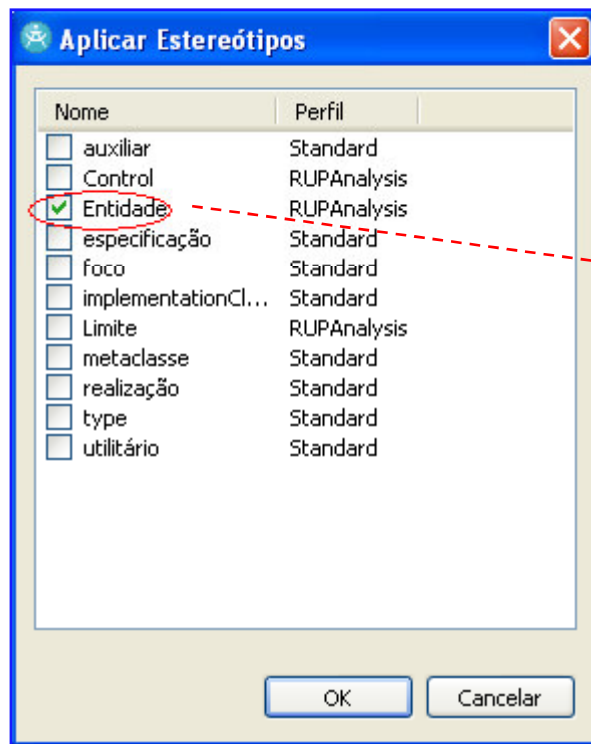 Aplicar Estereótipos
Nome Perfil
auxiliar Standard
Control RUPAnalysis
Entidade RUPAnalysis
especificação Standard
foco Standard
implementationCl... Standard
Limite RUPAnalysis
metaclasse Standard
realização Standard
type Standard
utilitário Standard
OK Cancelar